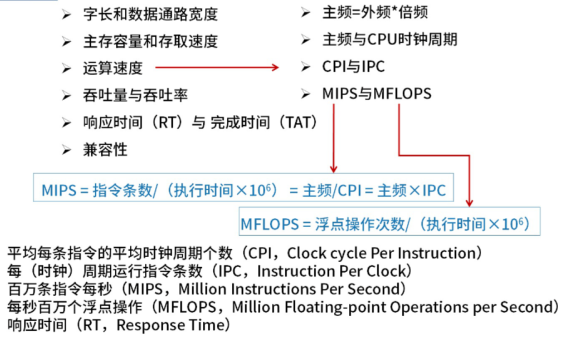 ➢ 字长和数据通路宽度
➢ 主存容量和存取速度
➢ 运算速度
➢ 吞吐量与吞吐率
➢ 响应时间（RT）与 完成时间（TAT）
➢ 兼容性
➢ 主频=外频*倍频
➢ 主频与CPU时钟周期
➢ CPI与IPC
➢ MIPS与MFLOPS
MIPS = 指令条数/（执行时间×10⁶）= 主频/CPI = 主频×IPC
MFLOPS = 浮点操作次数/（执行时间×10⁶）
平均每条指令的平均时钟周期个数（CPI，Clock cycle Per Instruction）
每（时钟）周期运行指令条数（IPC，Instruction Per Clock）
百万条指令每秒（MIPS，Million Instructions Per Second）
每秒百万个浮点操作（MFLOPS，Million Floating-point Operations per Second）
响应时间（RT，Response Time）